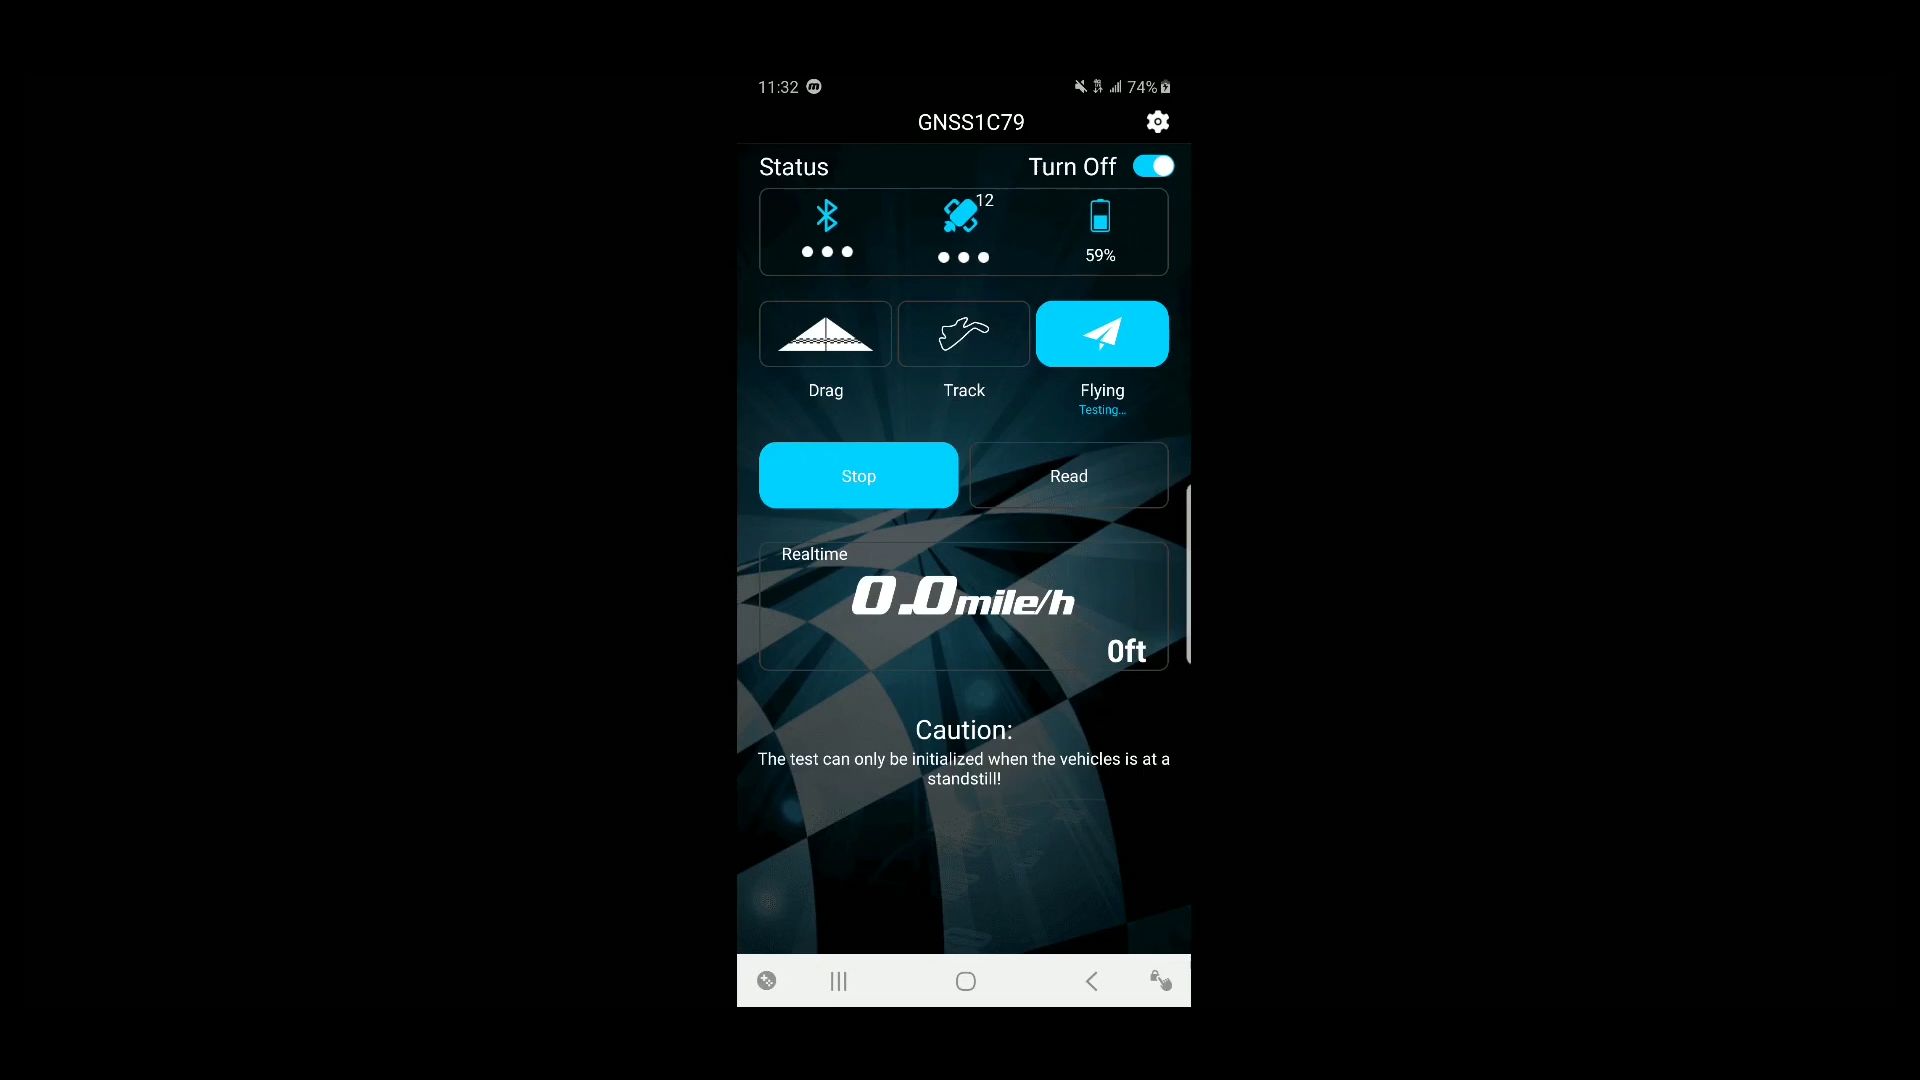 11:32
74%
GNSS1C79
Status
Turn Off
12
59%
Drag
Track
Flying
Testing...
Stop
Read
Realtime
0.0mile/h
0ft
Caution:
The test can only be initialized when the vehicles is at a
standstill!